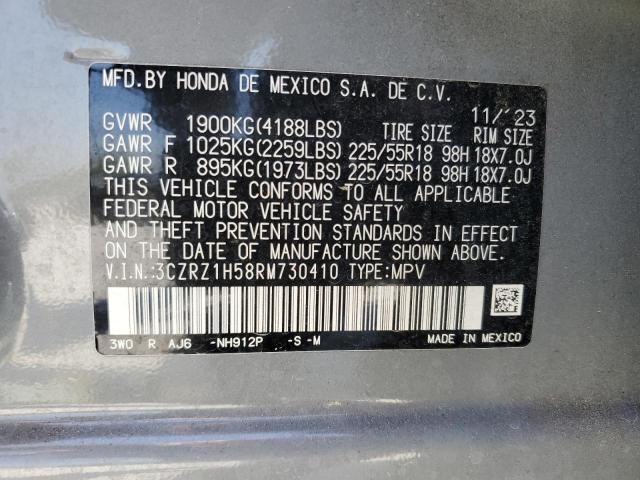 MFD.BY HONDA DE MEXICO S.A. DE C.V.
11/'23
GVWR 1900KG(4188LBS) TIRE SIZE RIM SIZE
GAWR F 1025KG(2259LBS) 225/55R18 98H 18X7.0J
GAWR R 895KG(1973LBS) 225/55R18 98H 18X7.0J
THIS VEHICLE CONFORMS TO ALL APPLICABLE
FEDERAL MOTOR VEHICLE SAFETY
AND THEFT PREVENTION STANDARDS IN EFFECT
ON THE DATE OF MANUFACTURE SHOWN ABOVE.
V.I.N.:3CZRZ1H58RM730410 TYPE:MPV
3W0 R AJ6 -NH912P -S -M MADE IN MEXICO